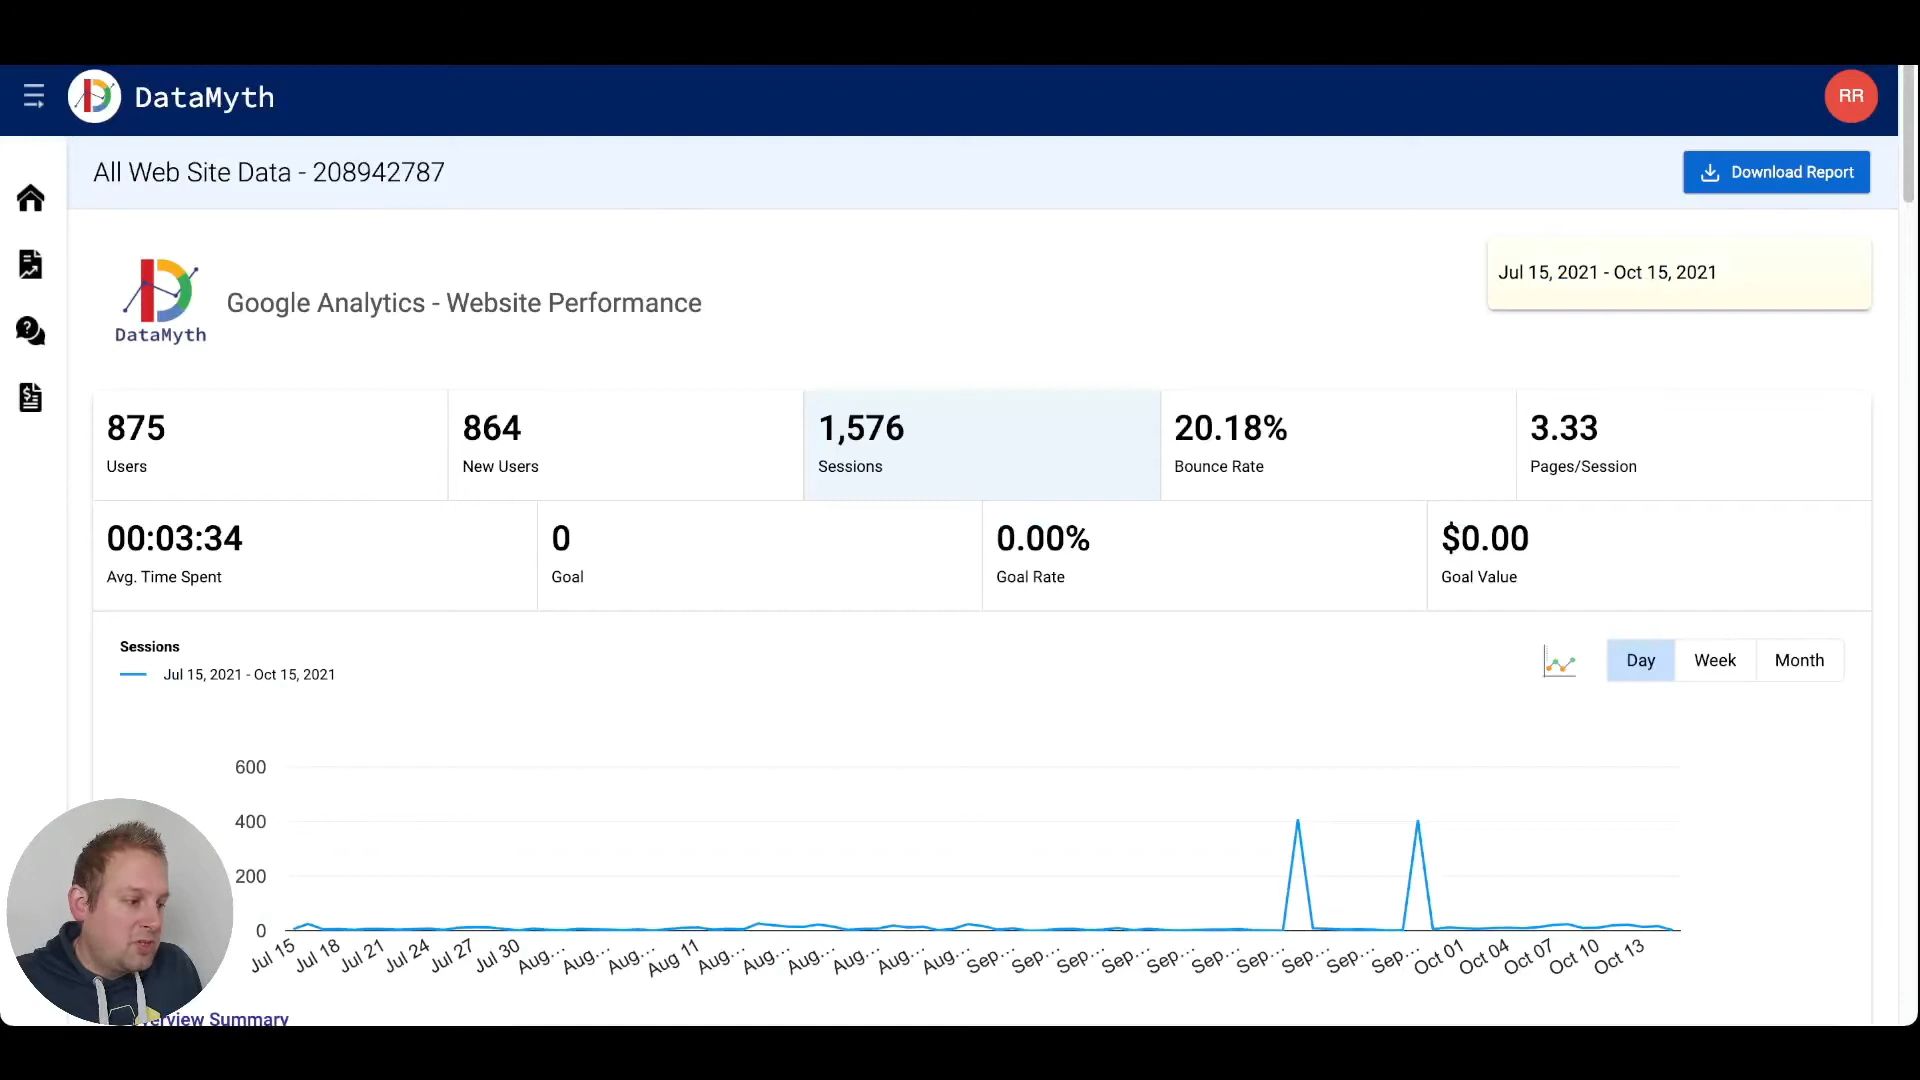 DataMyth
RR
All Web Site Data - 208942787
Download Report
DataMyth
Google Analytics - Website Performance
Jul 15, 2021 - Oct 15, 2021
875
Users
864
New Users
1,576
Sessions
20.18%
Bounce Rate
3.33
Pages/Session
00:03:34
Avg. Time Spent
0
Goal
0.00%
Goal Rate
$0.00
Goal Value
Sessions
Jul 15, 2021 - Oct 15, 2021
Day
Week
Month
600
400
200
0
Jul 15
Jul 18
Jul 21
Jul 24
Jul 27
Jul 30
Aug...
Aug...
Aug...
Aug 11
Aug...
Aug...
Aug...
Aug...
Aug...
Aug...
Sep...
Sep...
Sep...
Sep...
Sep...
Sep...
Sep...
Sep...
Sep...
Sep...
Oct 01
Oct 04
Oct 07
Oct 10
Oct 13
Summary